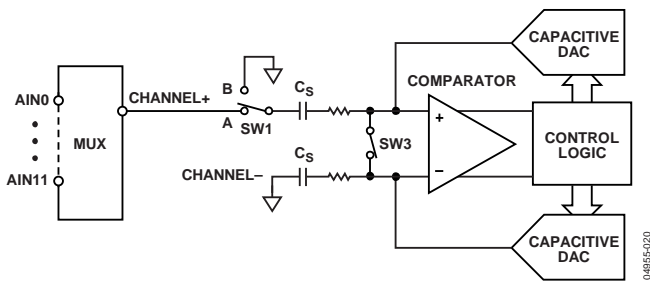 CAPACITIVE
DAC
B
CS
COMPARATOR
AIN0
CHANNEL+
A
SW1
+
MUX
SW3
CONTROL
LOGIC
CS
–
AIN11
CHANNEL–
CAPACITIVE
DAC
04955-020